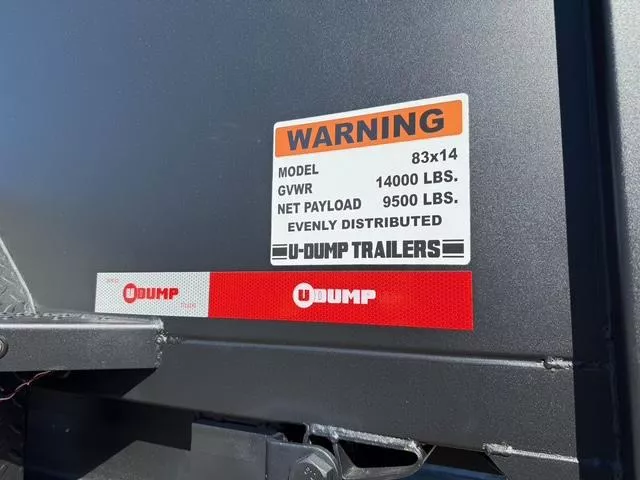 WARNING
MODEL 83x14
GVWR 14000 LBS.
NET PAYLOAD 9500 LBS.
EVENLY DISTRIBUTED
U-DUMP TRAILERS
UDUMP UDUMP